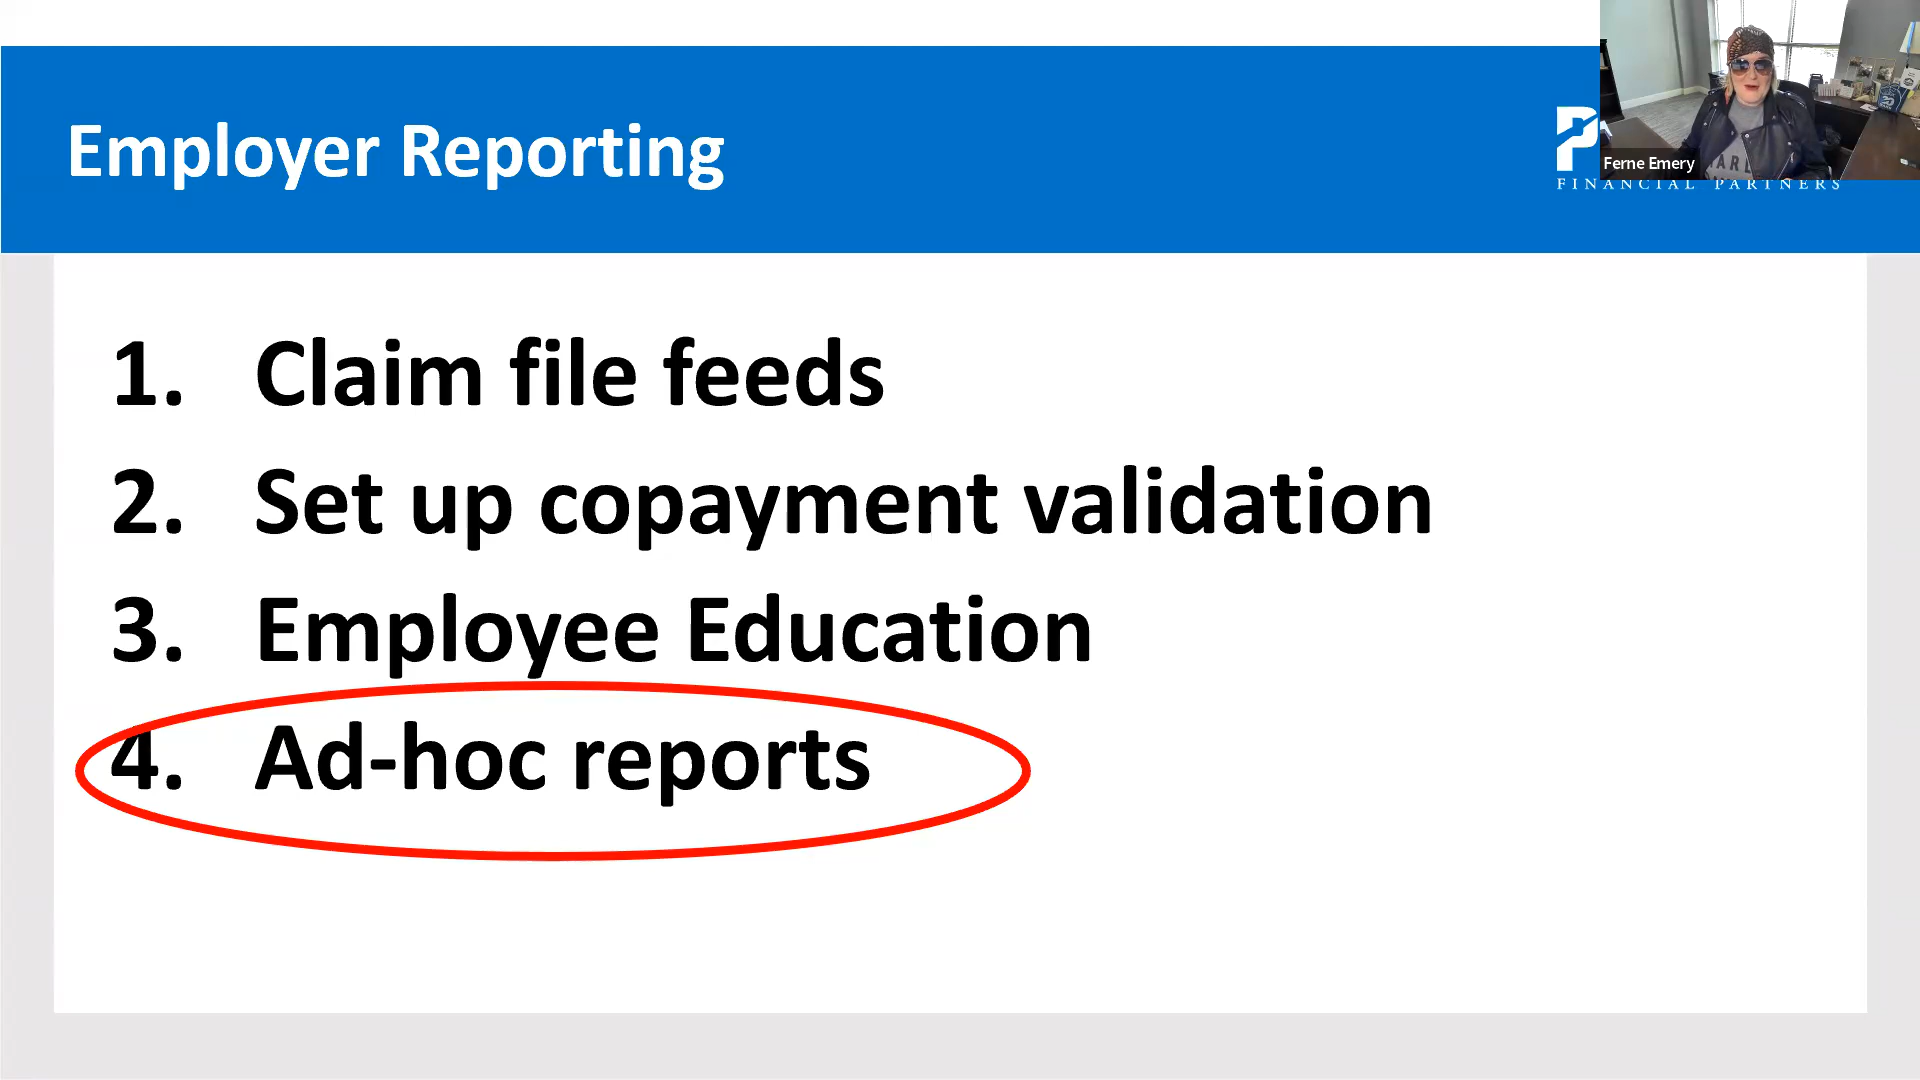 Employer Reporting
Ferne Emery
FINANCIAL PARTNERS
1. Claim file feeds
2. Set up copayment validation
3. Employee Education
4. Ad-hoc reports